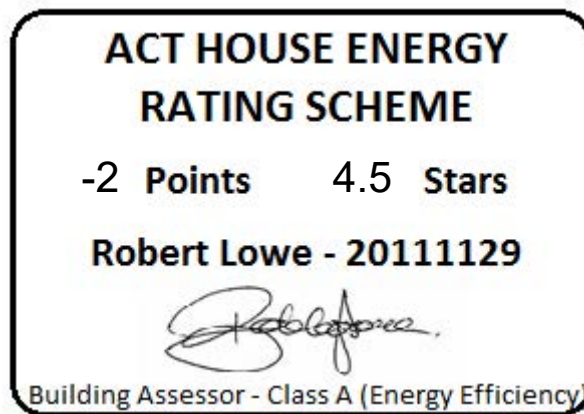 ACT HOUSE ENERGY
RATING SCHEME
-2 Points 4.5 Stars
Robert Lowe - 20111129
Building Assessor - Class A (Energy Efficiency)